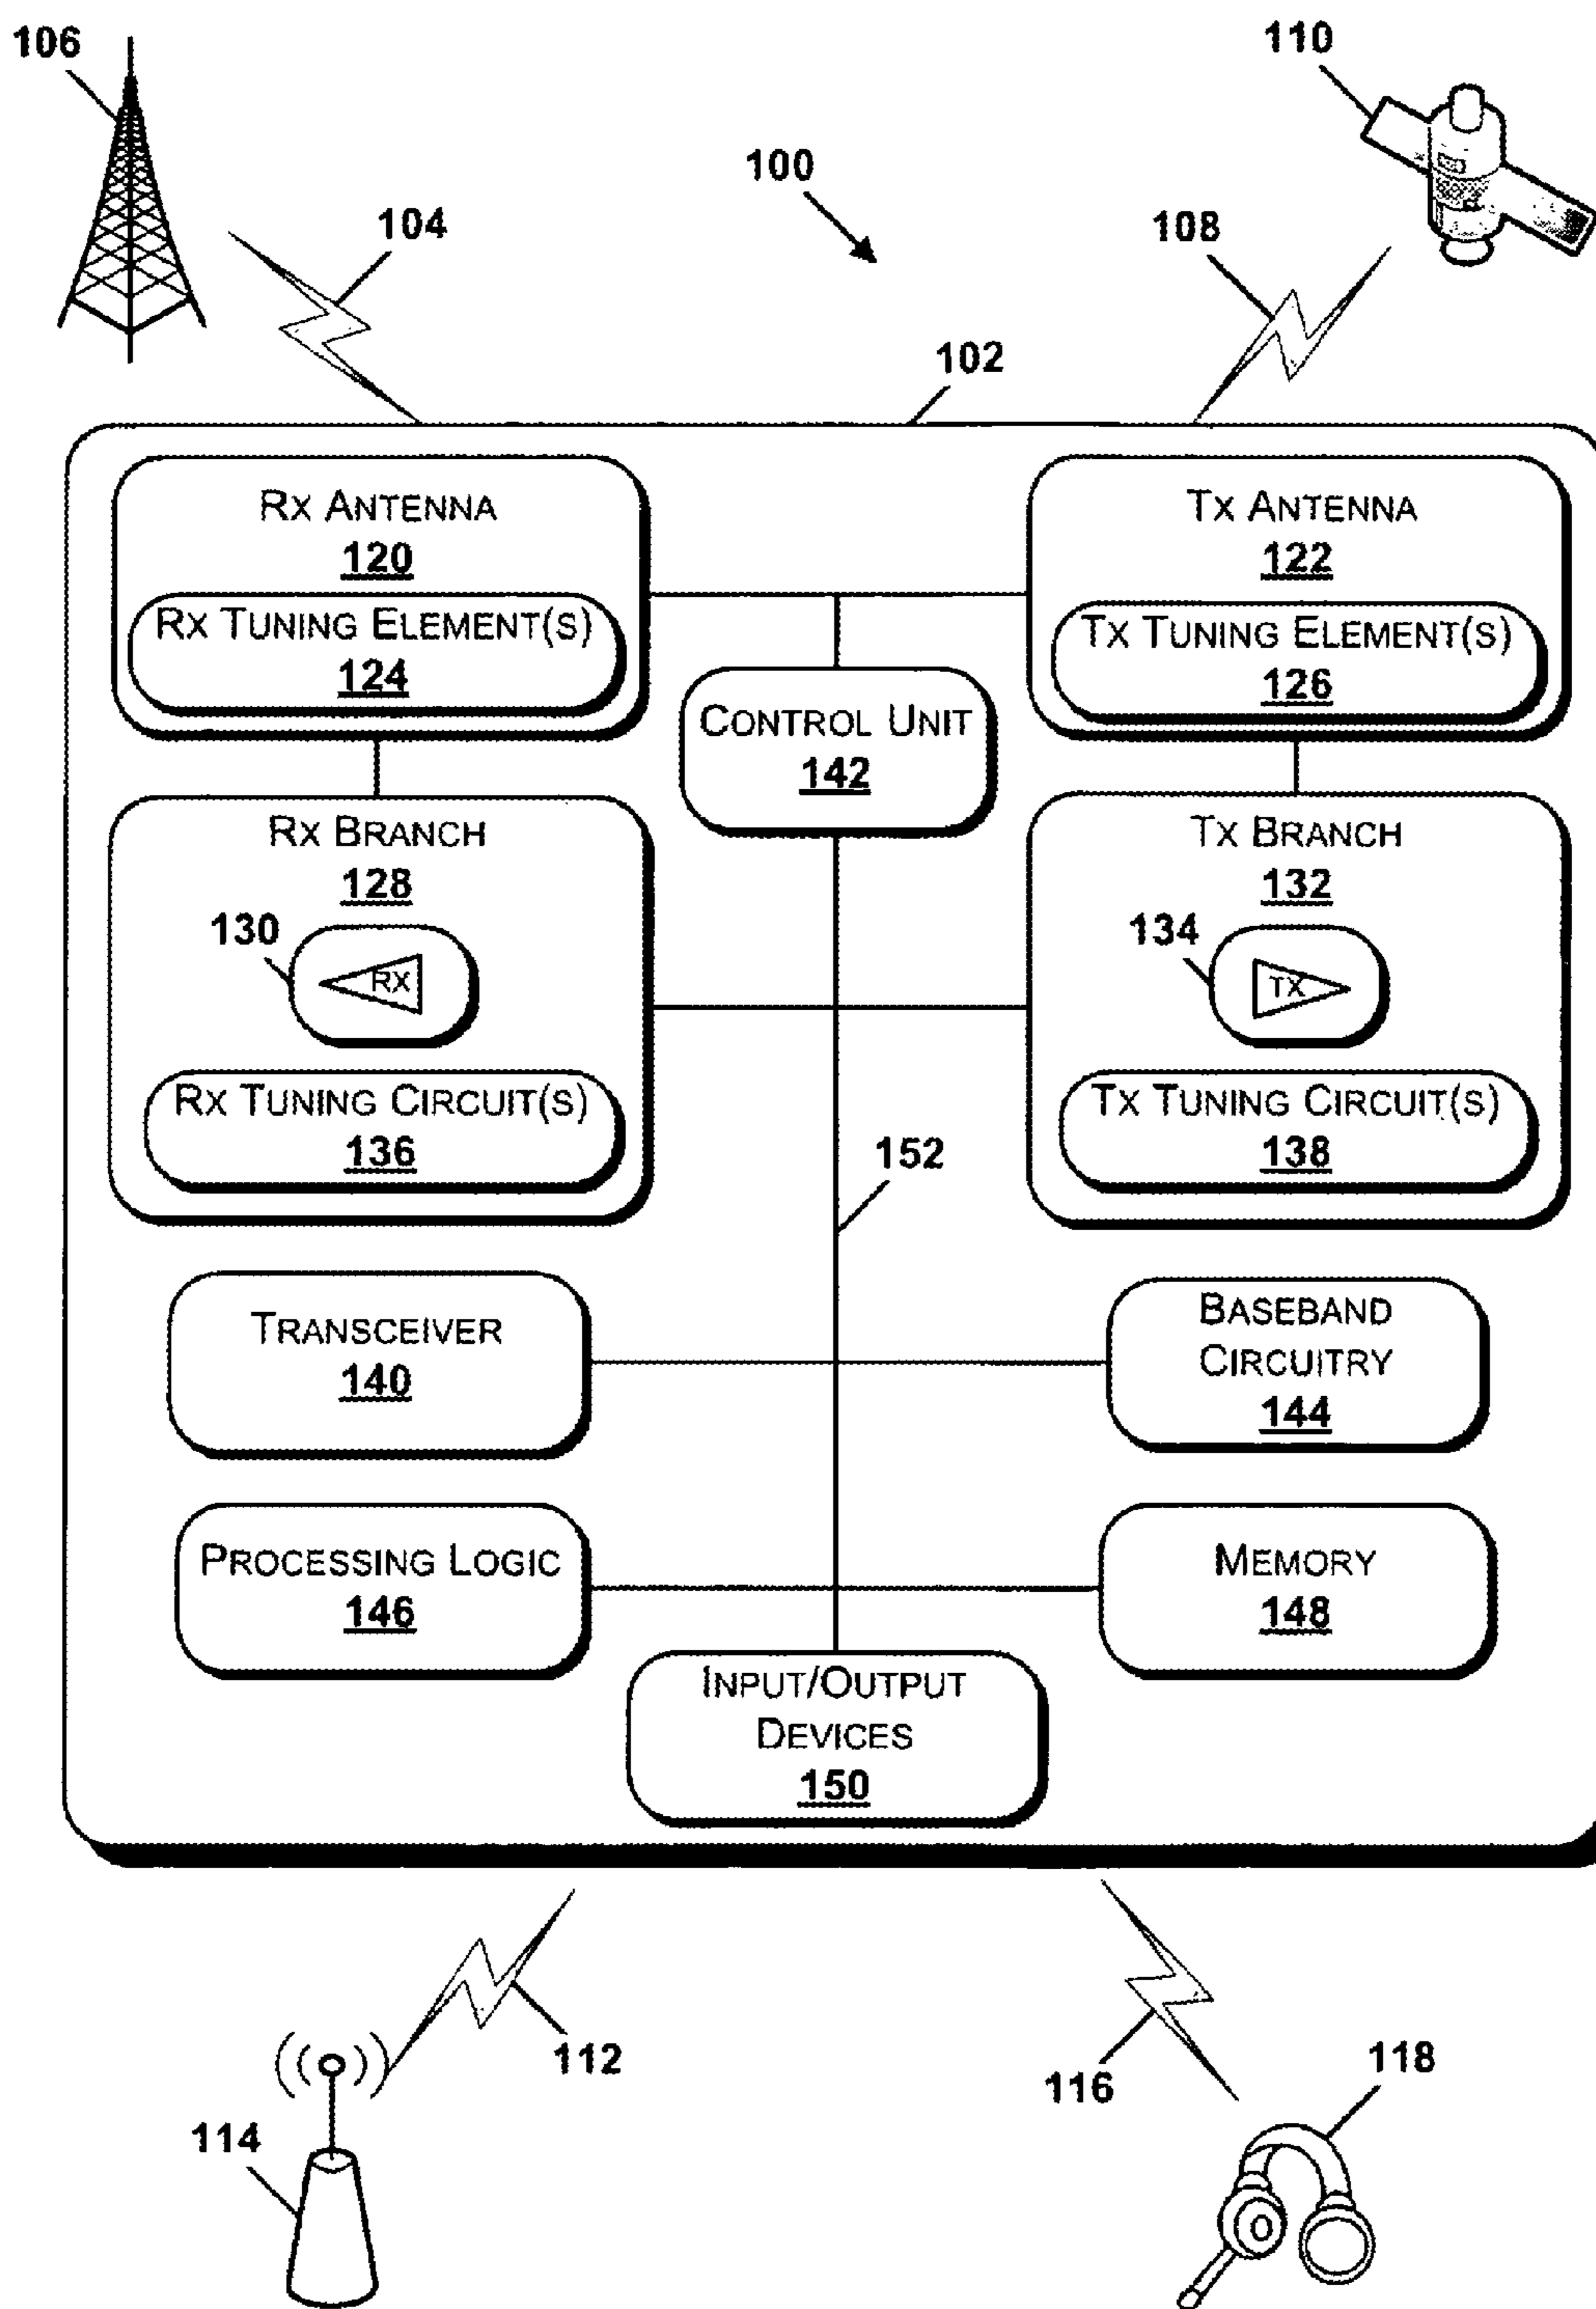 106
110
100
104
108
102
RX ANTENNA
120
RX TUNING ELEMENT(S)
124
TX ANTENNA
122
TX TUNING ELEMENT(S)
126
CONTROL UNIT
142
RX BRANCH
128
130
RX
RX TUNING CIRCUIT(S)
136
TX BRANCH
132
134
TX
TX TUNING CIRCUIT(S)
138
152
TRANSCEIVER
140
BASEBAND
CIRCUITRY
144
PROCESSING LOGIC
146
MEMORY
148
INPUT/OUTPUT
DEVICES
150
112
116
118
114